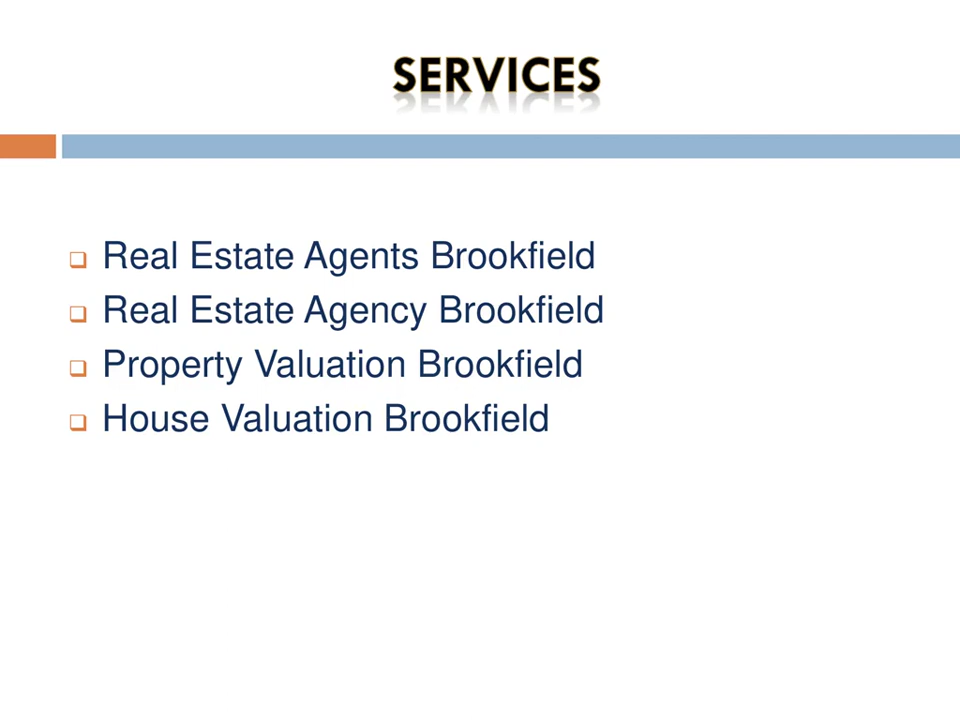 SERVICES
Real Estate Agents Brookfield
Real Estate Agency Brookfield
Property Valuation Brookfield
House Valuation Brookfield